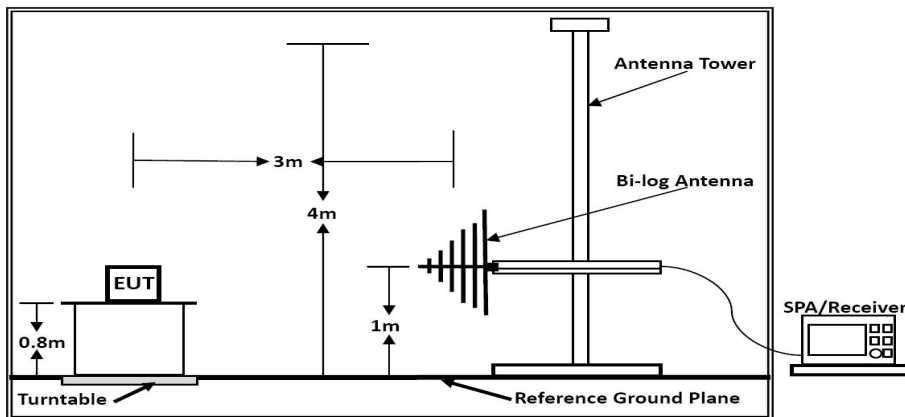 Antenna Tower
3m
Bi-log Antenna
4m
EUT
SPA/Receiver
0.8m
1m
Turntable
Reference Ground Plane